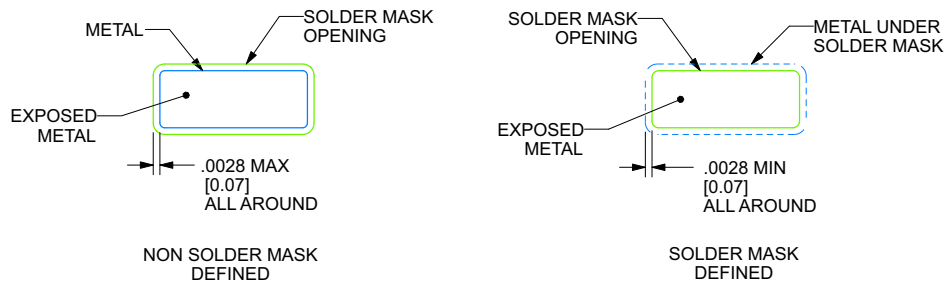 METAL
SOLDER MASK
OPENING
EXPOSED
METAL
.0028 MAX
[0.07]
ALL AROUND
NON SOLDER MASK
DEFINED
SOLDER MASK
OPENING
METAL UNDER
SOLDER MASK
EXPOSED
METAL
.0028 MIN
[0.07]
ALL AROUND
SOLDER MASK
DEFINED